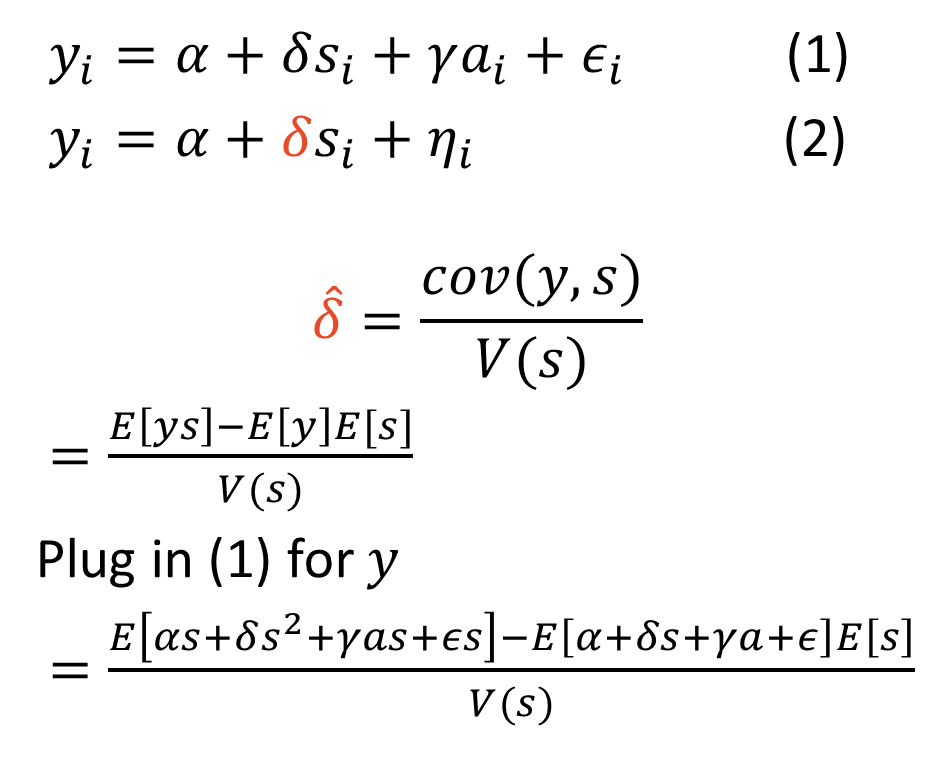 yᵢ = α + δsᵢ + γaᵢ + ϵᵢ (1)
yᵢ = α + δsᵢ + ηᵢ (2)
δ̂ = cov(y, s) / V(s)
= E[ys]−E[y]E[s] / V(s)
Plug in (1) for y
= E[αs+δs²+γas+ϵs]−E[α+δs+γa+ϵ]E[s] / V(s)